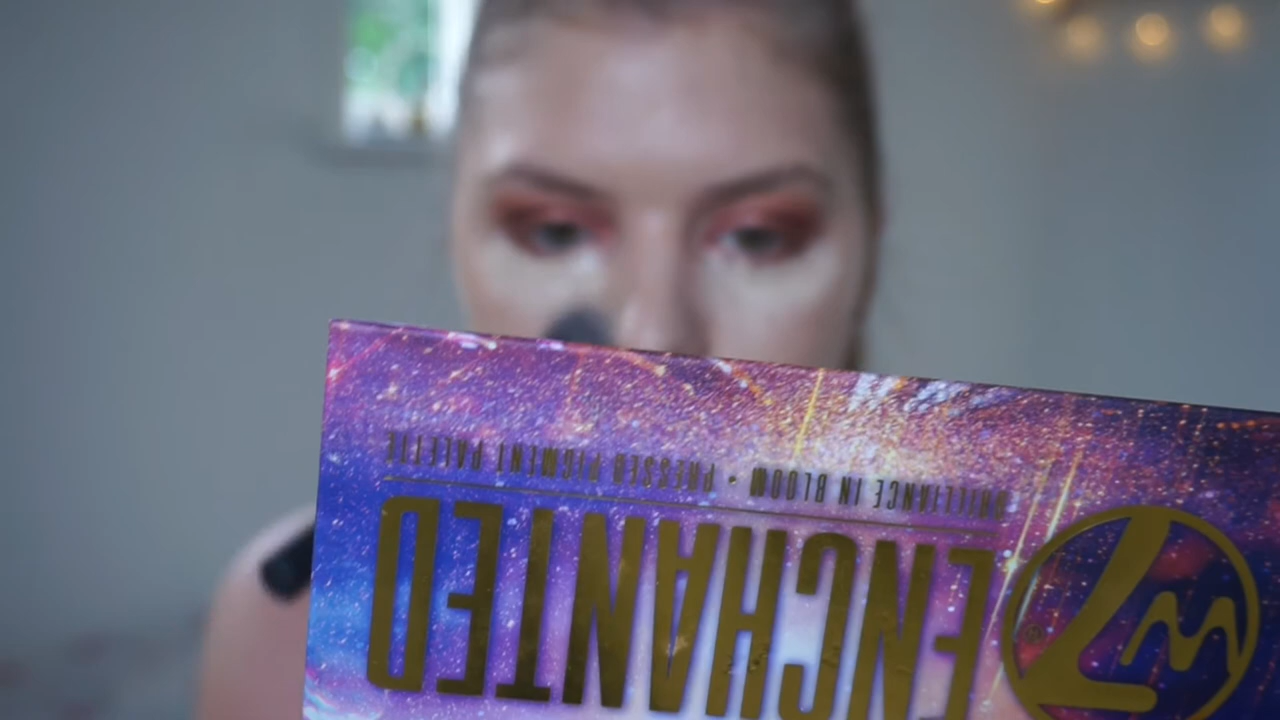 W7®
ENCHANTED
BRILLIANCE IN BLOOM • PRESSED PIGMENT PALETTE